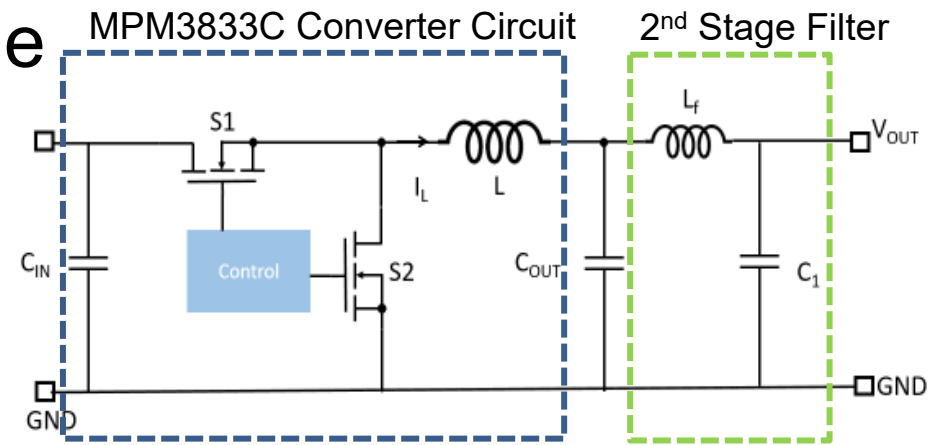 e
MPM3833C Converter Circuit
2nd Stage Filter
S1
Lf
VOUT
IL
L
CIN
Control
S2
COUT
C1
GND
GND